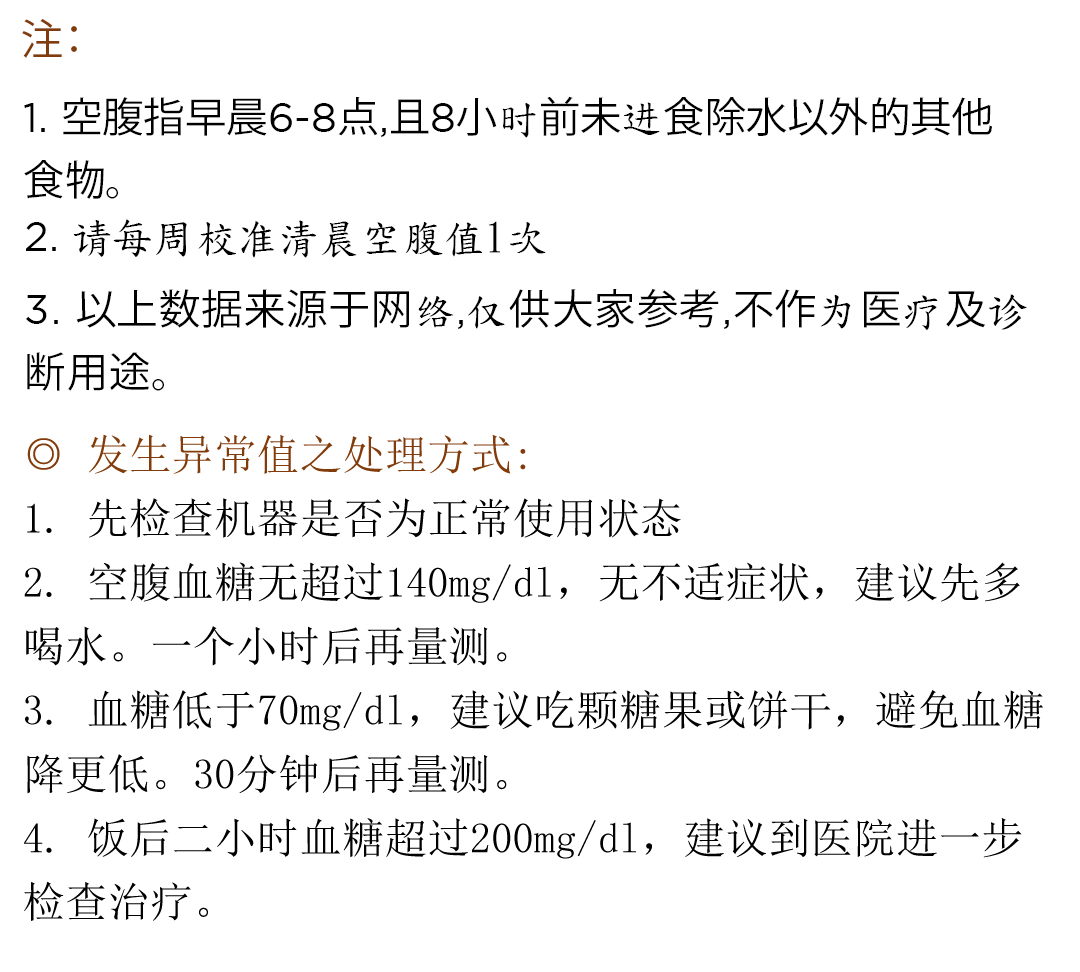 注：
1. 空腹指早晨6-8点,且8小时前未进食除水以外的其他
食物。
2. 请每周校准清晨空腹值1次
3. 以上数据来源于网络,仅供大家参考,不作为医疗及诊
断用途。
◎ 发生异常值之处理方式:
1. 先检查机器是否为正常使用状态
2. 空腹血糖无超过140mg/dl，无不适症状，建议先多
喝水。一个小时后再量测。
3. 血糖低于70mg/dl，建议吃颗糖果或饼干，避免血糖
降更低。30分钟后再量测。
4. 饭后二小时血糖超过200mg/dl，建议到医院进一步
检查治疗。